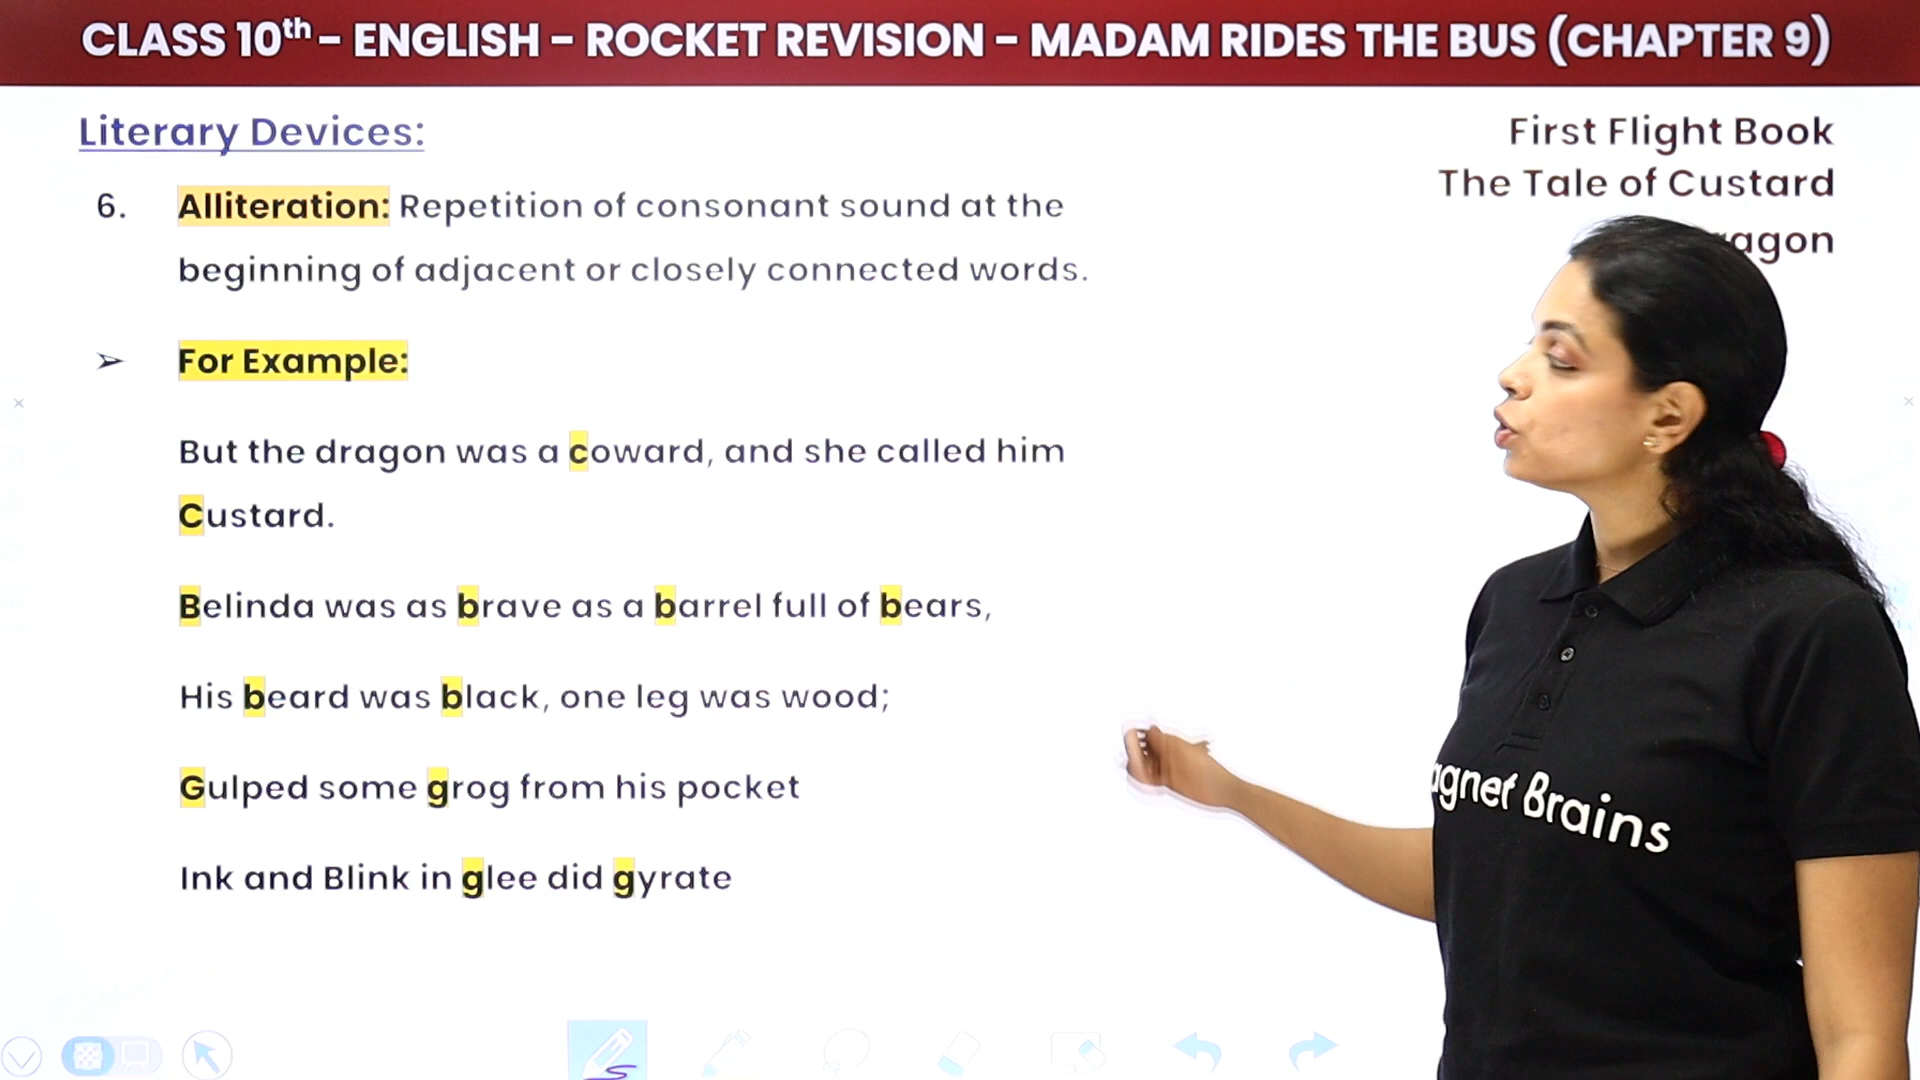 CLASS 10th - ENGLISH - ROCKET REVISION - MADAM RIDES THE BUS (CHAPTER 9)
Literary Devices:
First Flight Book
The Tale of Custard
6. Alliteration: Repetition of consonant sound at the
beginning of adjacent or closely connected words.
➢ For Example:
But the dragon was a coward, and she called him
Custard.
Belinda was as brave as a barrel full of bears,
His beard was black, one leg was wood;
Gulped some grog from his pocket
Ink and Blink in glee did gyrate
Brains